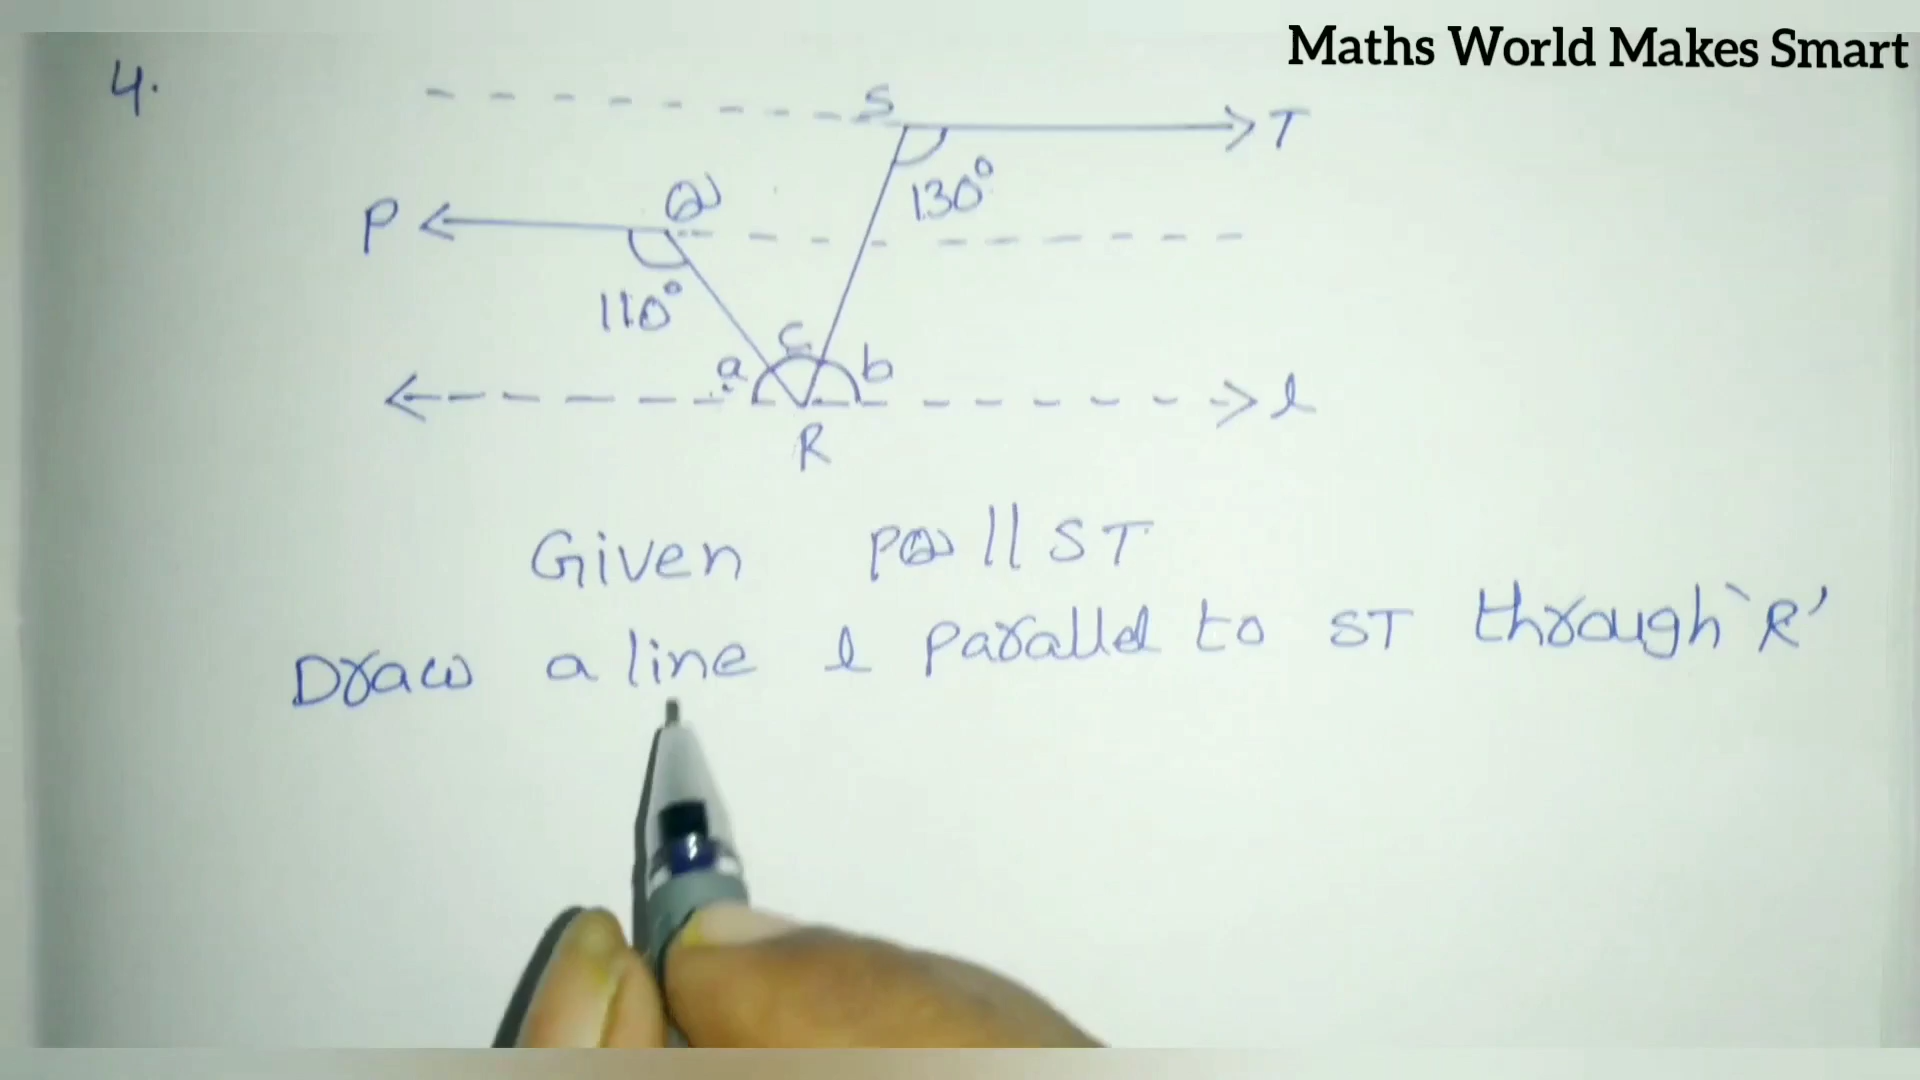 Maths World Makes Smart
4.
S
T
130°
P
Q
110°
a
c
b
l
R
Given PQ || ST
Draw a line l parallel to ST through 'R'